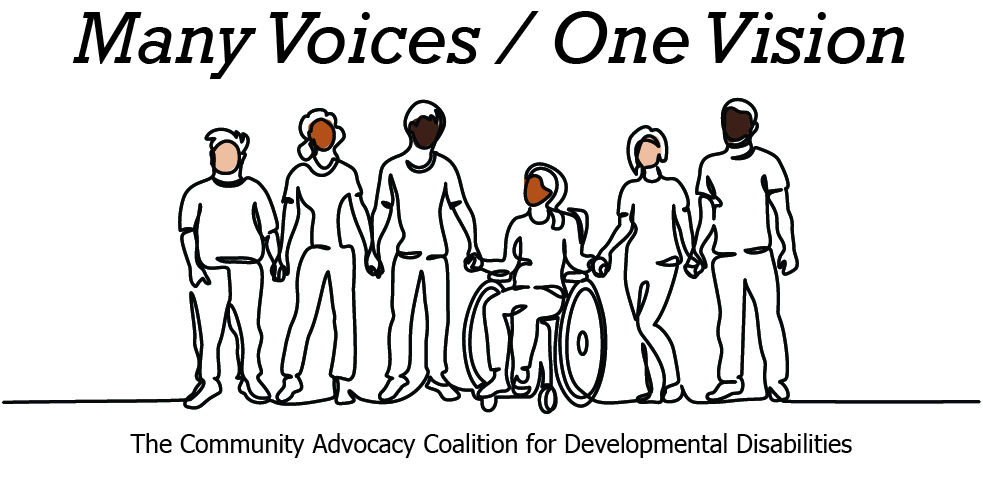 Many Voices / One Vision
The Community Advocacy Coalition for Developmental Disabilities